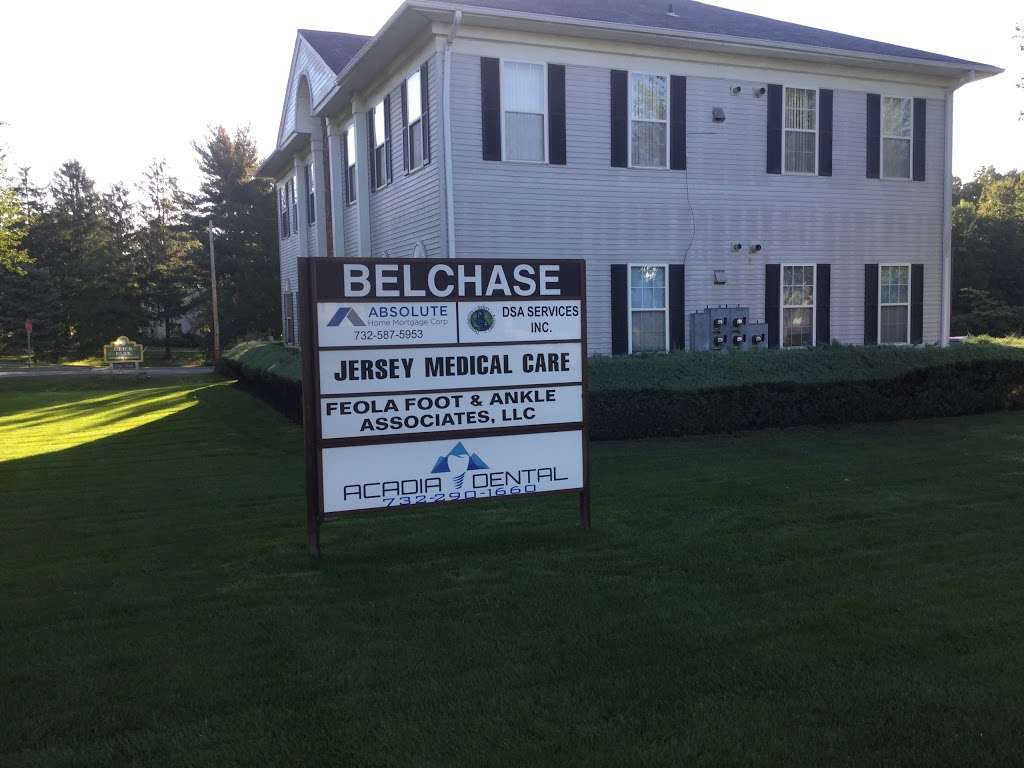 BELCHASE
ABSOLUTE
Home Mortgage Corp
732-587-5953
DSA SERVICES
INC.
JERSEY MEDICAL CARE
FEOLA FOOT & ANKLE
ASSOCIATES, LLC
ACADIA DENTAL
732-290-1660